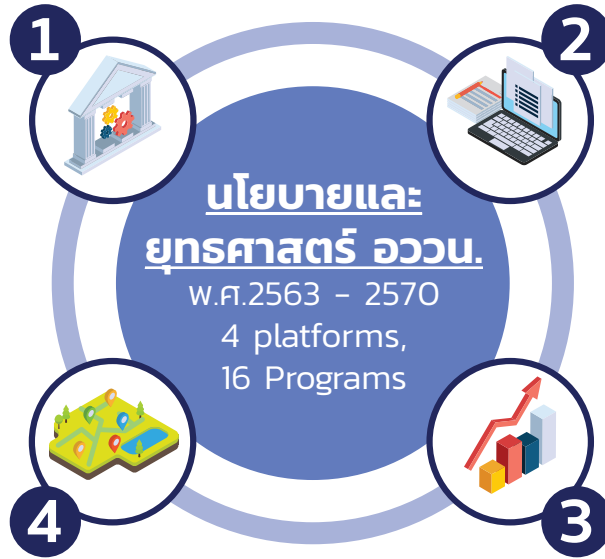 1
2
นโยบายและ
ยุทธศาสตร์ อววน.
พ.ศ.2563 - 2570
4 platforms,
16 Programs
4
3